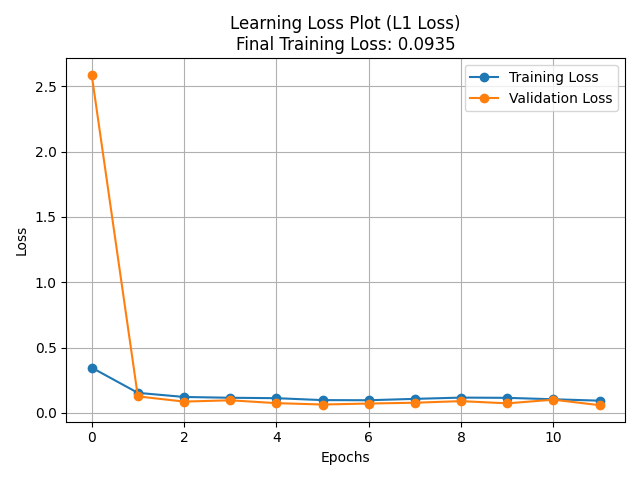 Learning Loss Plot (L1 Loss)
Final Training Loss: 0.0935
Training Loss
Validation Loss
2.5
2.0
1.5
1.0
0.5
0.0
Loss
0 2 4 6 8 10
Epochs